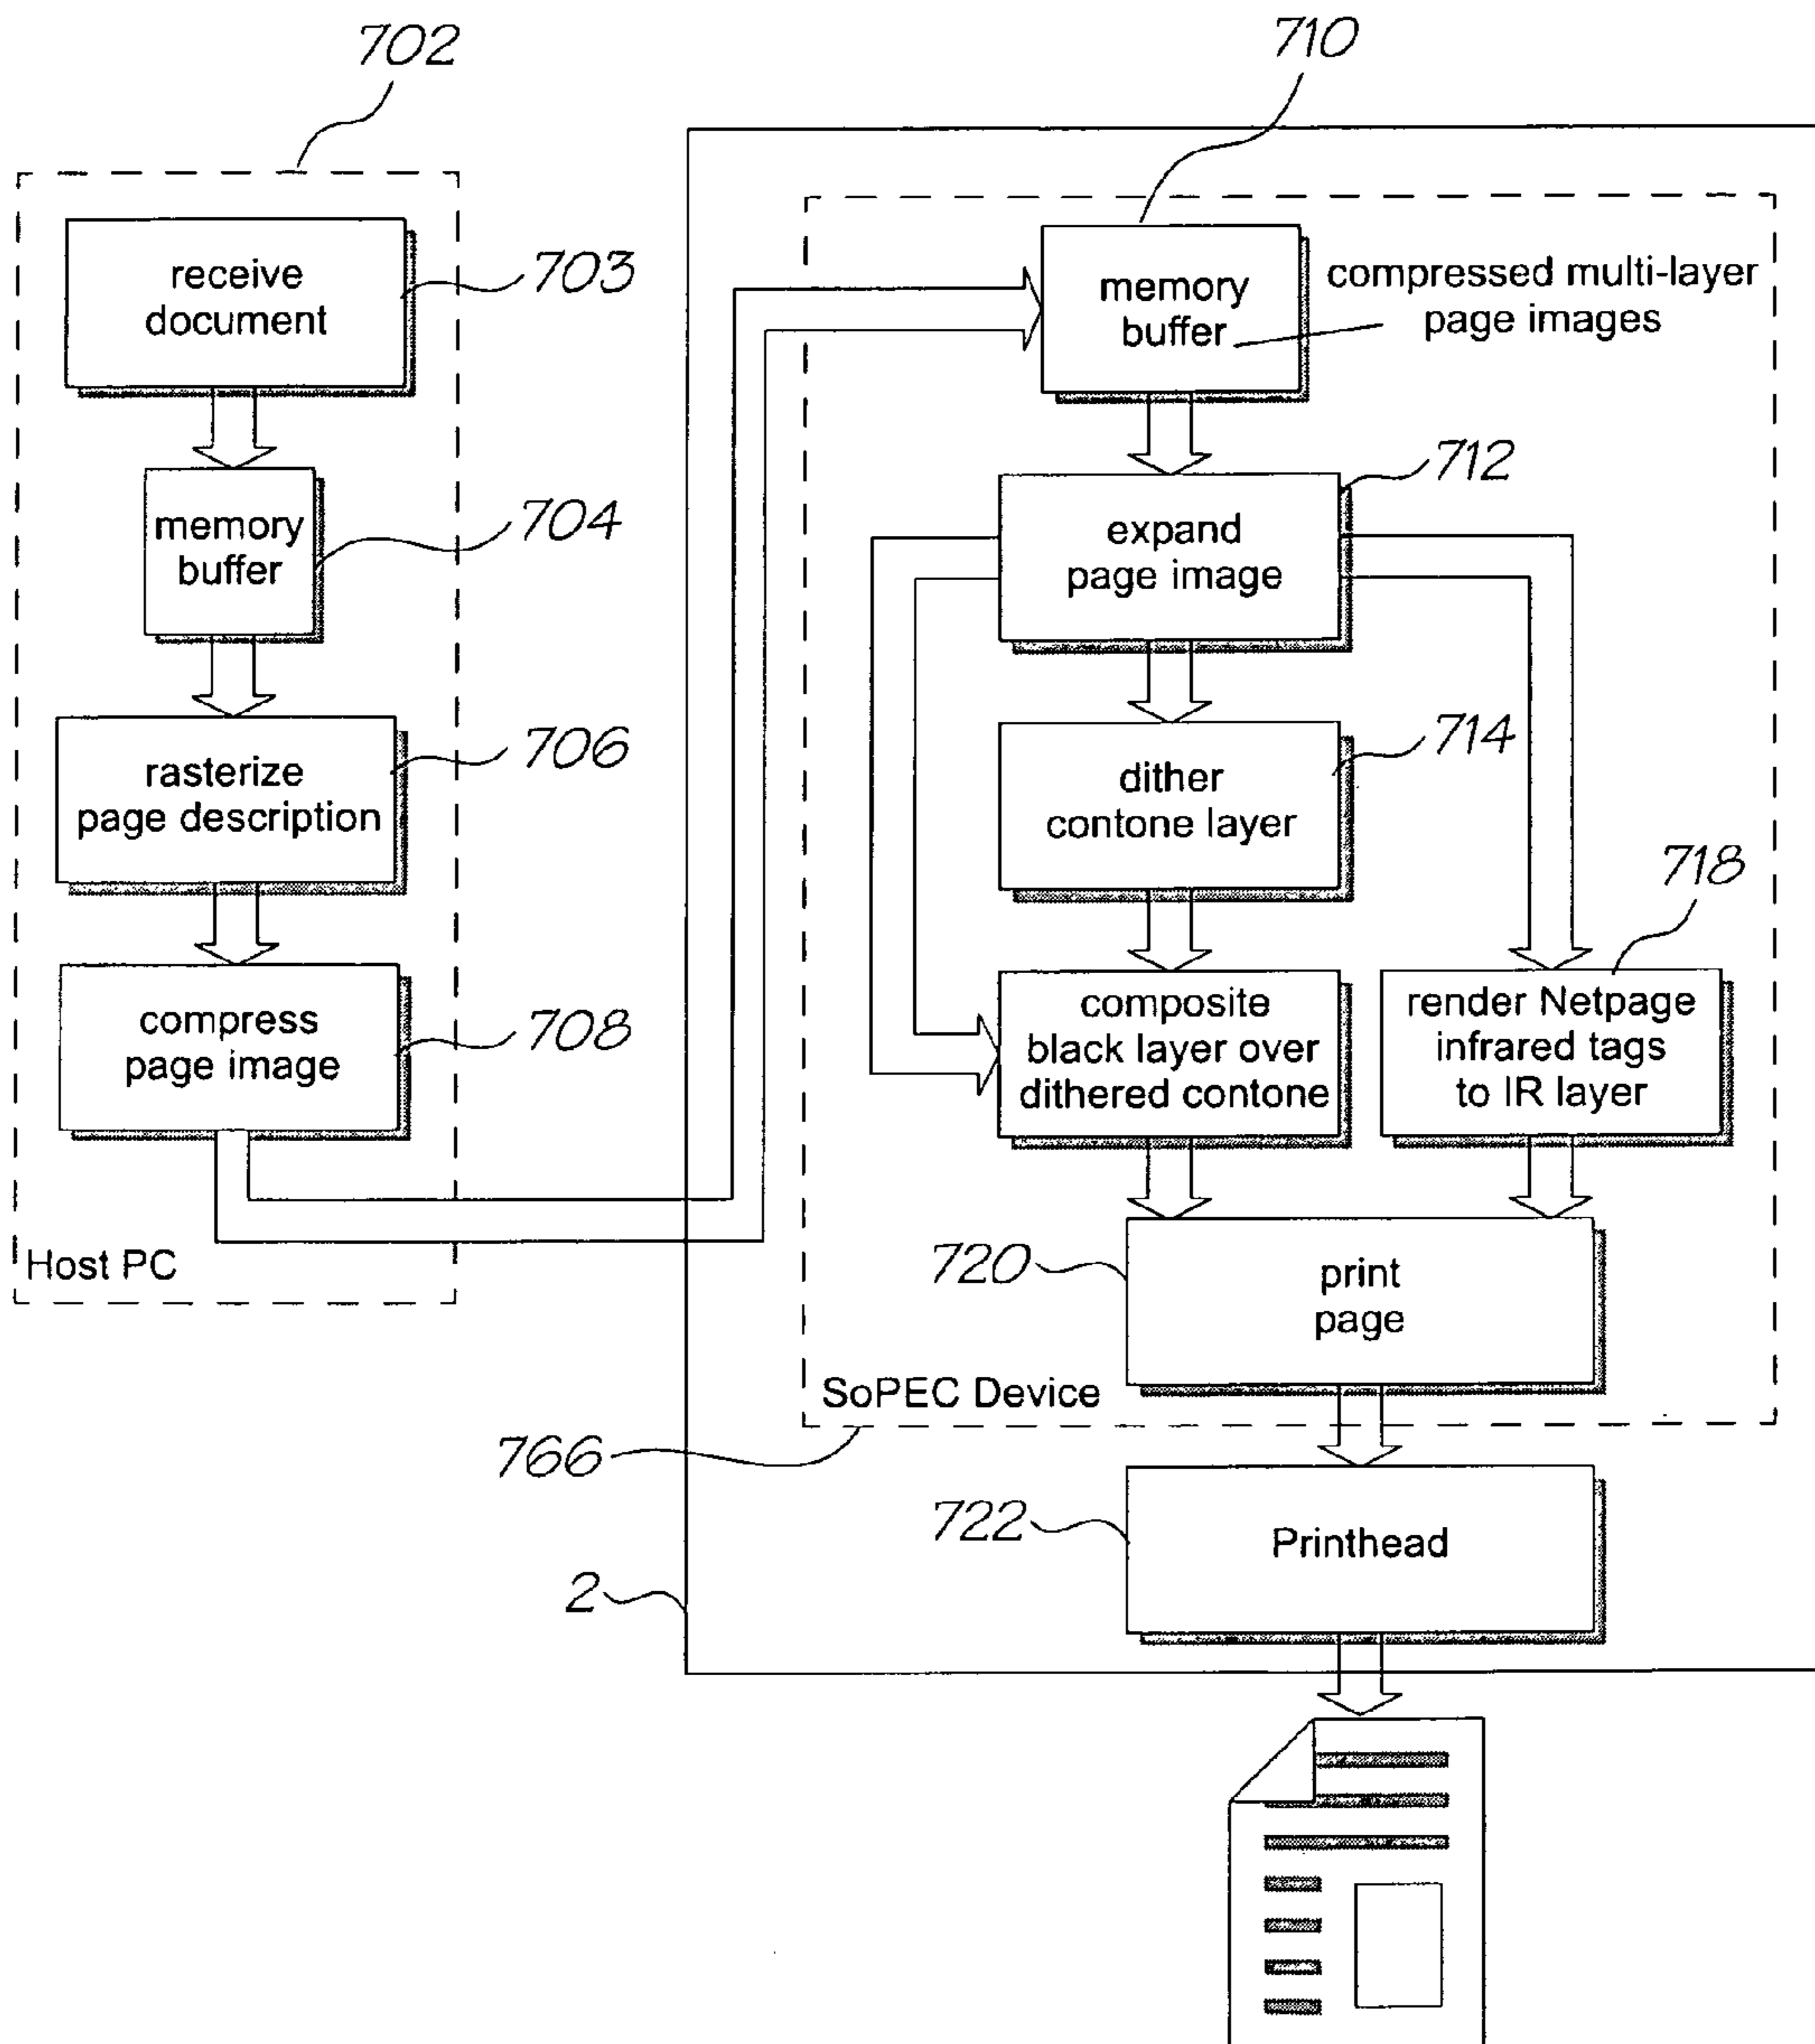 702
receive
document
703
memory
buffer
704
rasterize
page description
706
compress
page image
708
Host PC
710
memory
buffer
compressed multi-layer
page images
expand
page image
712
dither
contone layer
714
composite
black layer over
dithered contone
718
render Netpage
infrared tags
to IR layer
720
print
page
SoPEC Device
766
722
Printhead
2